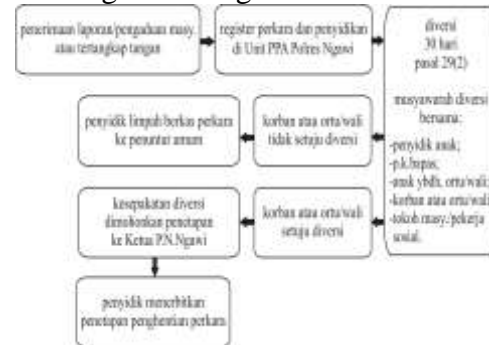 penerimaan laporan/pengaduan masy.
atau tertangkap tangan
register perkara dan penyidikan
di Unit PPA Polres Ngawi
diversi
30 hari
pasal 29(2)
musyawarah diversi
bersama:
-penyidik anak;
-p.k.bapas;
-anak ybdh, ortu/wali;
-korban atau ortu/wali
-tokoh masy./pekerja
sosial.
korban atau ortu/wali
tidak setuju diversi
penyidik limpah berkas perkara
ke penuntut umum
korban atau ortu/wali
setuju diversi
kesepakatan diversi
dimohonkan penetapan
ke Ketua P.N.Ngawi
penyidik menerbitkan
penetapan penghentian perkara